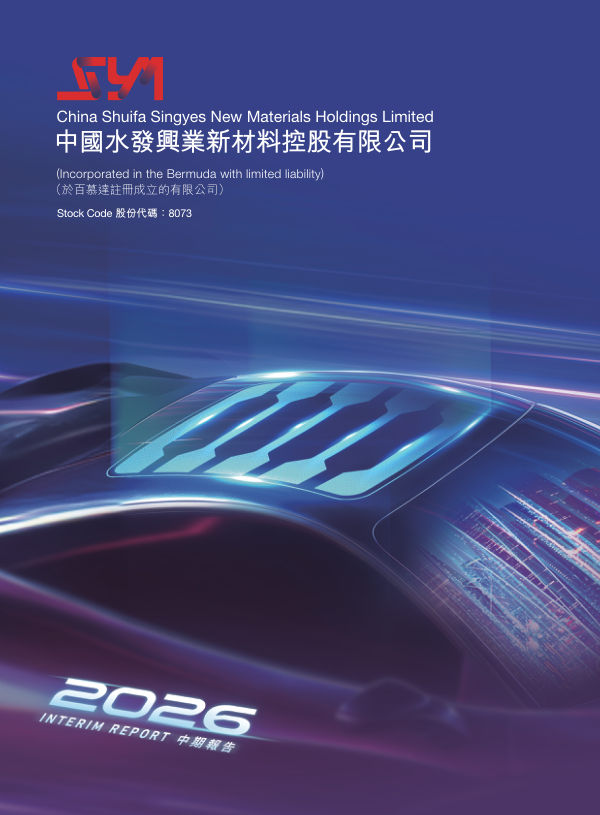 SYM
China Shuifa Singyes New Materials Holdings Limited
中國水發興業新材料控股有限公司
(Incorporated in the Bermuda with limited liability)
（於百慕達註冊成立的有限公司）
Stock Code 股份代碼：8073
2026
INTERIM REPORT 中期報告